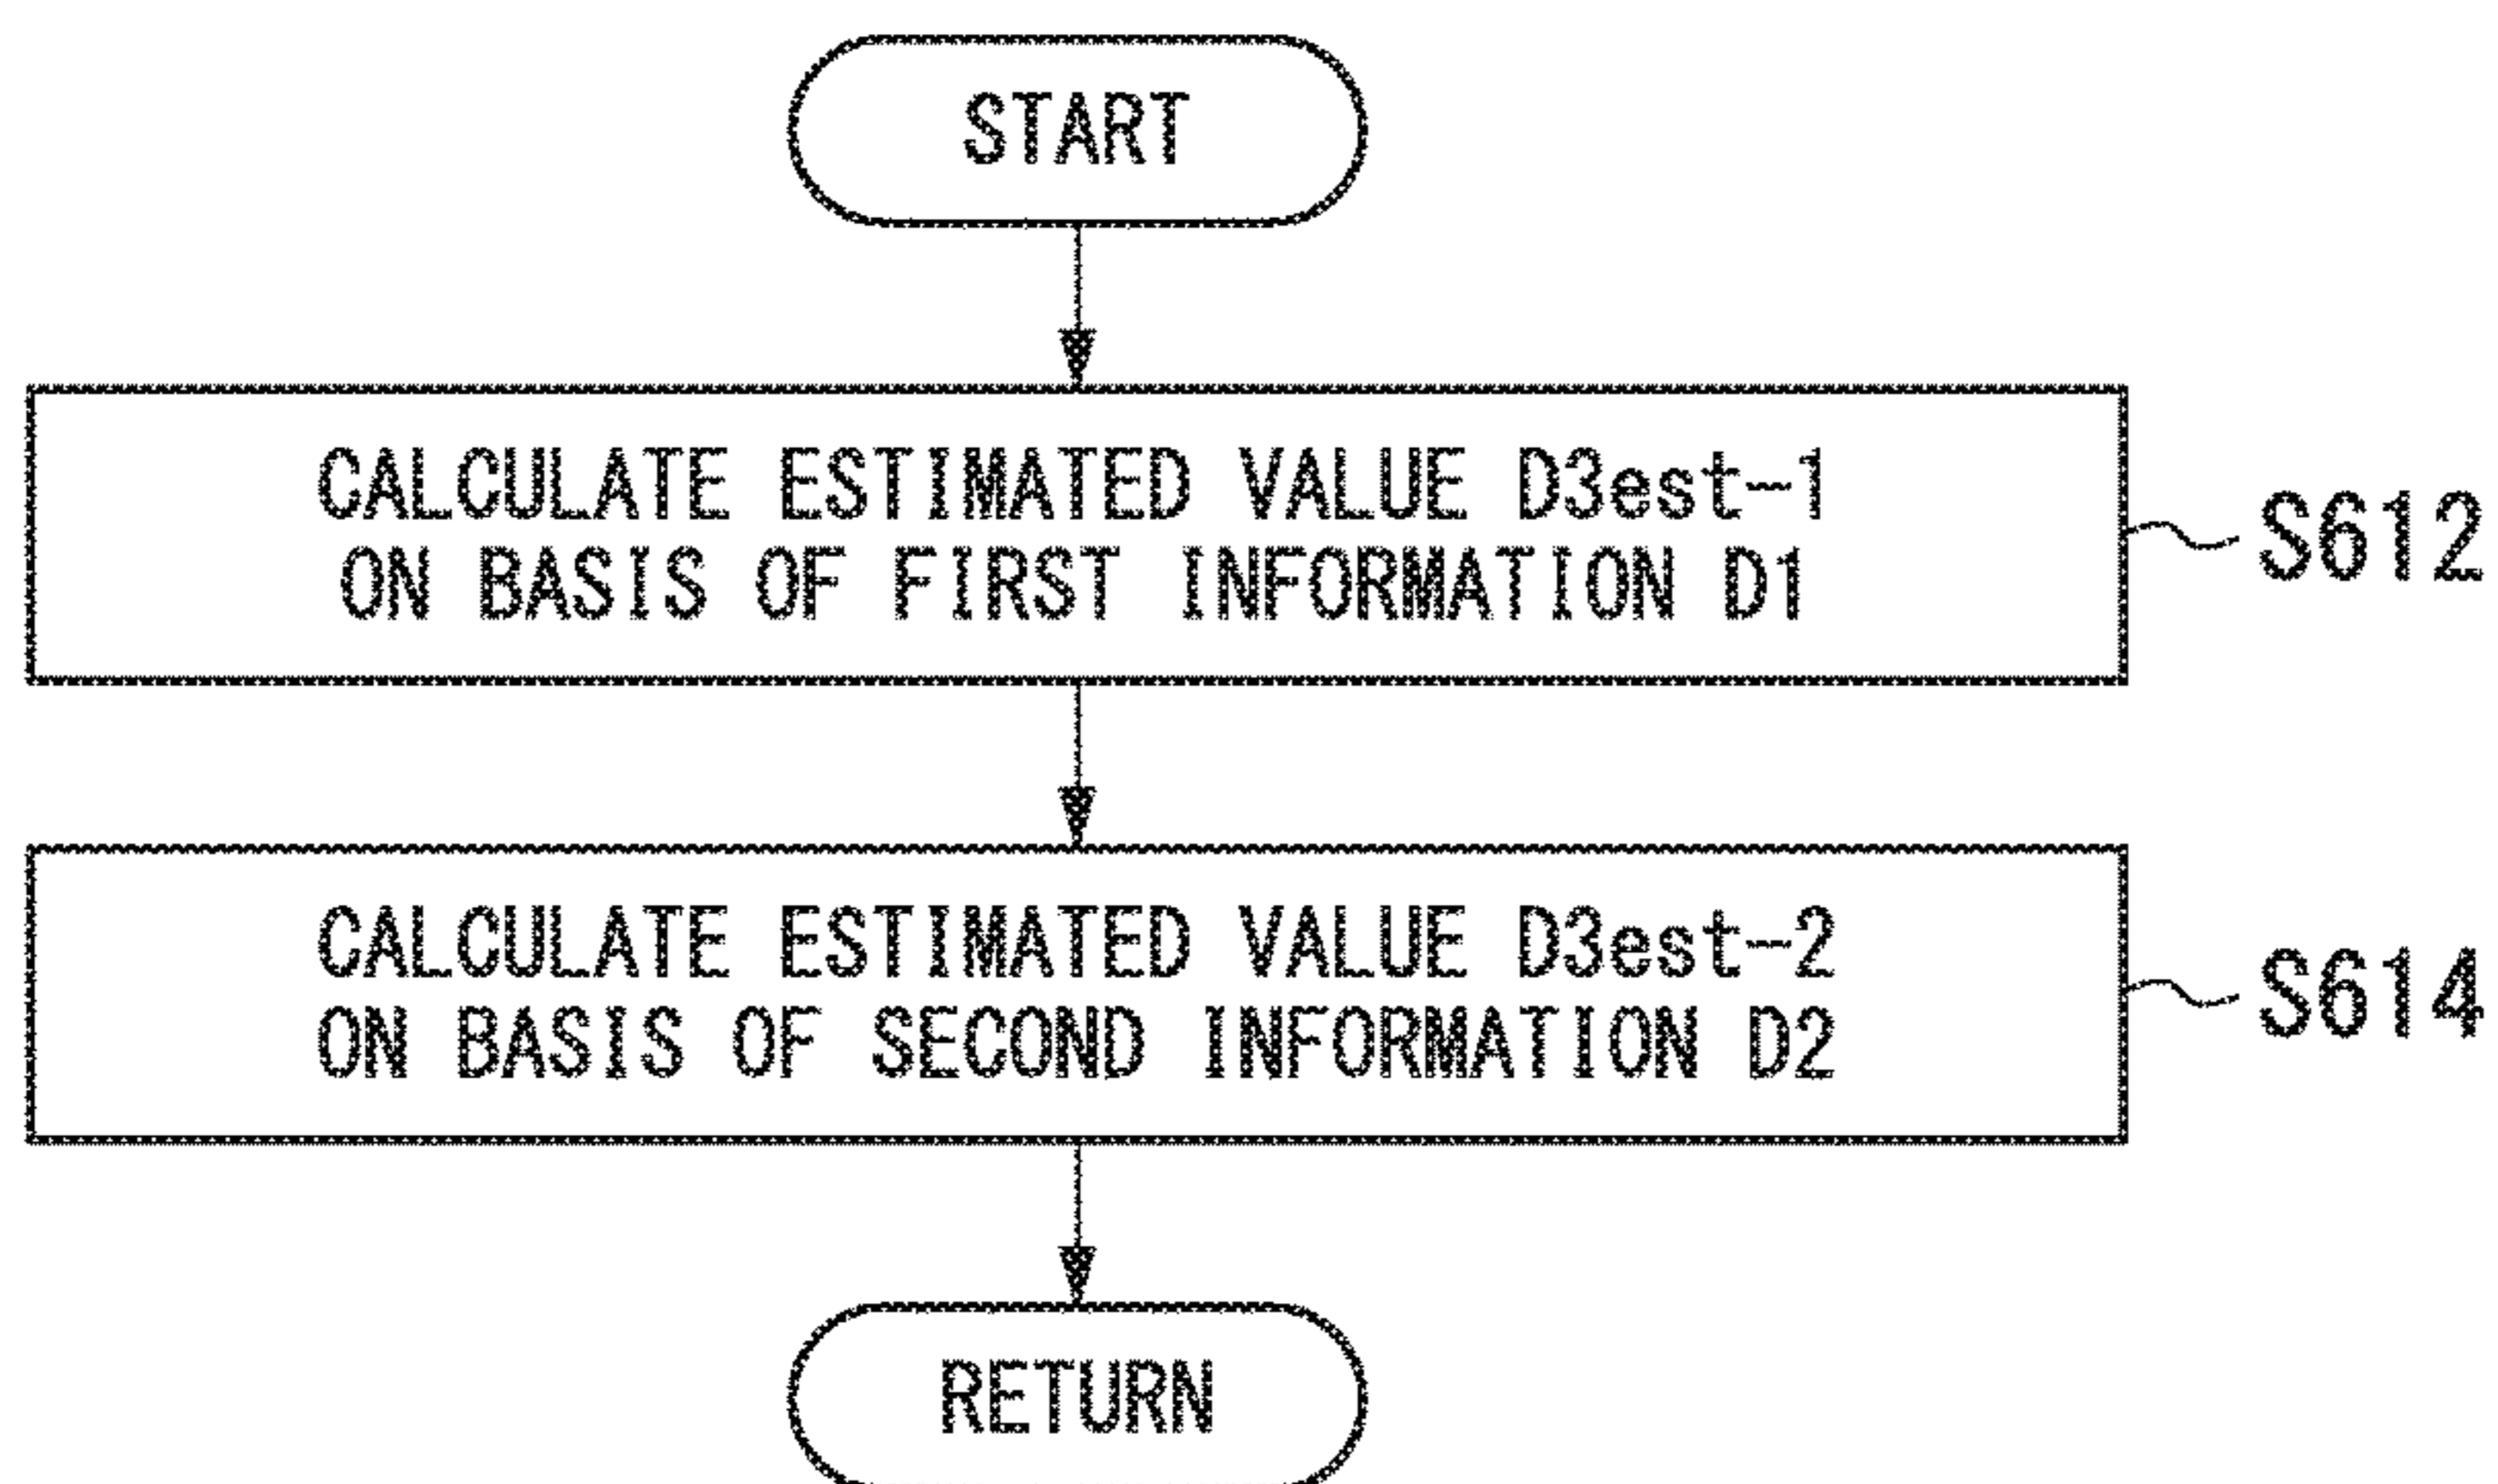 START
CALCULATE ESTIMATED VALUE D3est-1
ON BASIS OF FIRST INFORMATION D1
S612
CALCULATE ESTIMATED VALUE D3est-2
ON BASIS OF SECOND INFORMATION D2
S614
RETURN